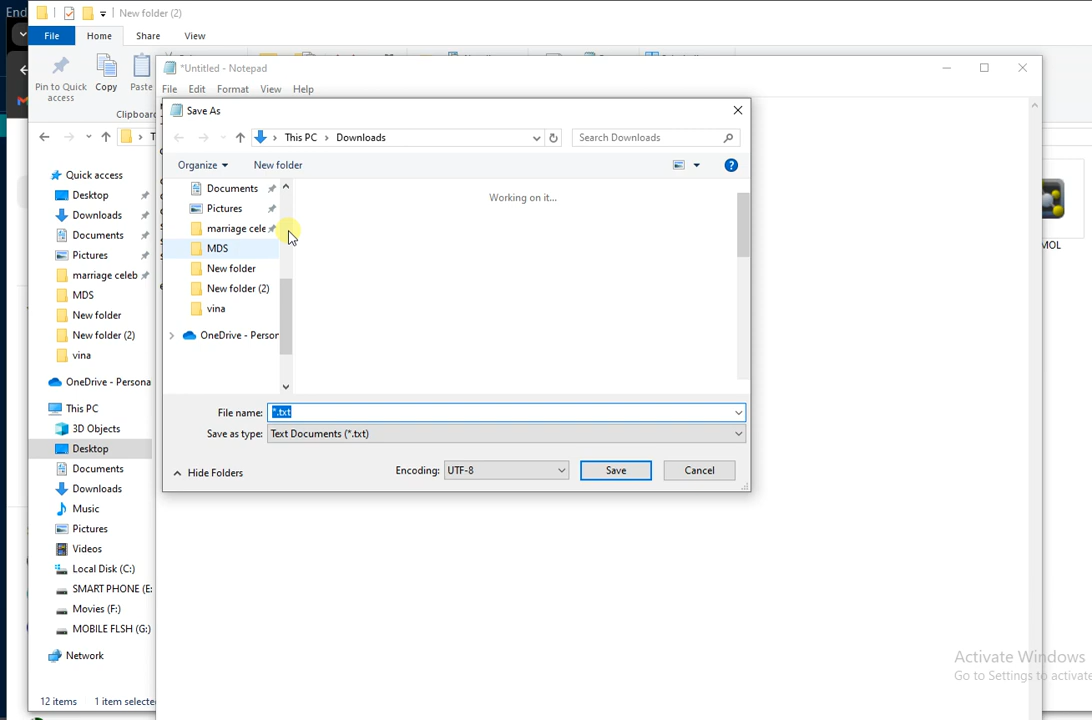 End
New folder (2)
File Home Share View
Pin to Quick access
Copy
Paste
Clipboard
Quick access
Desktop
Downloads
Documents
Pictures
marriage celeb
MDS
New folder
New folder (2)
vina
OneDrive - Persona
This PC
3D Objects
Desktop
Documents
Downloads
Music
Pictures
Videos
Local Disk (C:)
SMART PHONE (E:
Movies (F:)
MOBILE FLSH (G:)
Network
12 items 1 item selecte
*Untitled - Notepad
File Edit Format View Help
Save As
This PC > Downloads
Search Downloads
Organize New folder
Documents
Pictures
marriage cele
MDS
New folder
New folder (2)
vina
OneDrive - Person
Working on it...
File name: *.txt
Save as type: Text Documents (*.txt)
Hide Folders
Encoding: UTF-8
Save
Cancel
MOL
Activate Windows
Go to Settings to activate